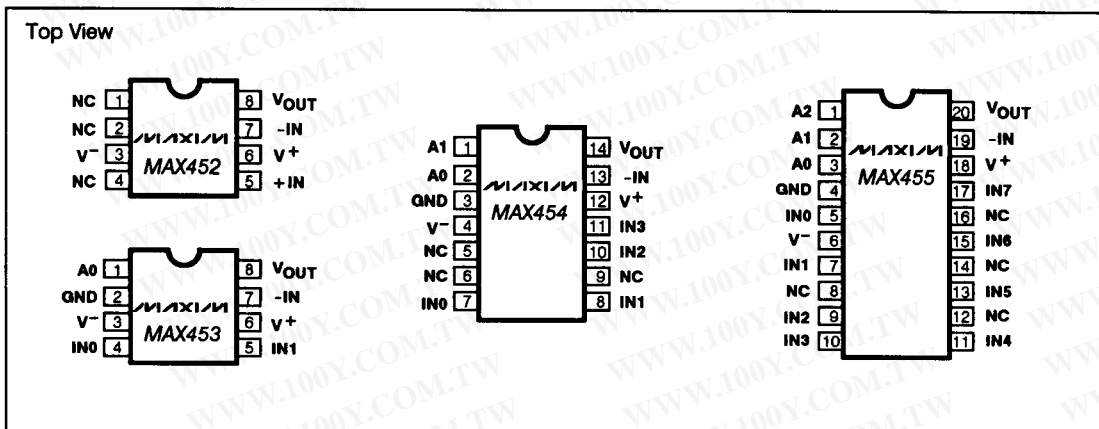 Top View
NC 1
NC 2
V⁻ 3
NC 4
8 VOUT
7 -IN
6 V⁺
5 +IN
MAXIM
MAX452
A0 1
GND 2
V⁻ 3
IN0 4
8 VOUT
7 -IN
6 V⁺
5 IN1
MAXIM
MAX453
A1 1
A0 2
GND 3
V⁻ 4
NC 5
NC 6
IN0 7
14 VOUT
13 -IN
12 V⁺
11 IN3
10 IN2
9 NC
8 IN1
MAXIM
MAX454
A2 1
A1 2
A0 3
GND 4
IN0 5
V⁻ 6
IN1 7
NC 8
IN2 9
IN3 10
20 VOUT
19 -IN
18 V⁺
17 IN7
16 NC
15 IN6
14 NC
13 IN5
12 NC
11 IN4
MAXIM
MAX455
WWW.100Y.COM.TW